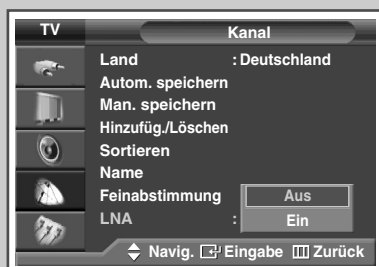 TV
Kanal
Land : Deutschland
Autom. speichern
Man. speichern
Hinzufüg./Löschen
Sortieren
Name
Feinabstimmung
Aus
LNA :
Ein
Navig. Eingabe Zurück